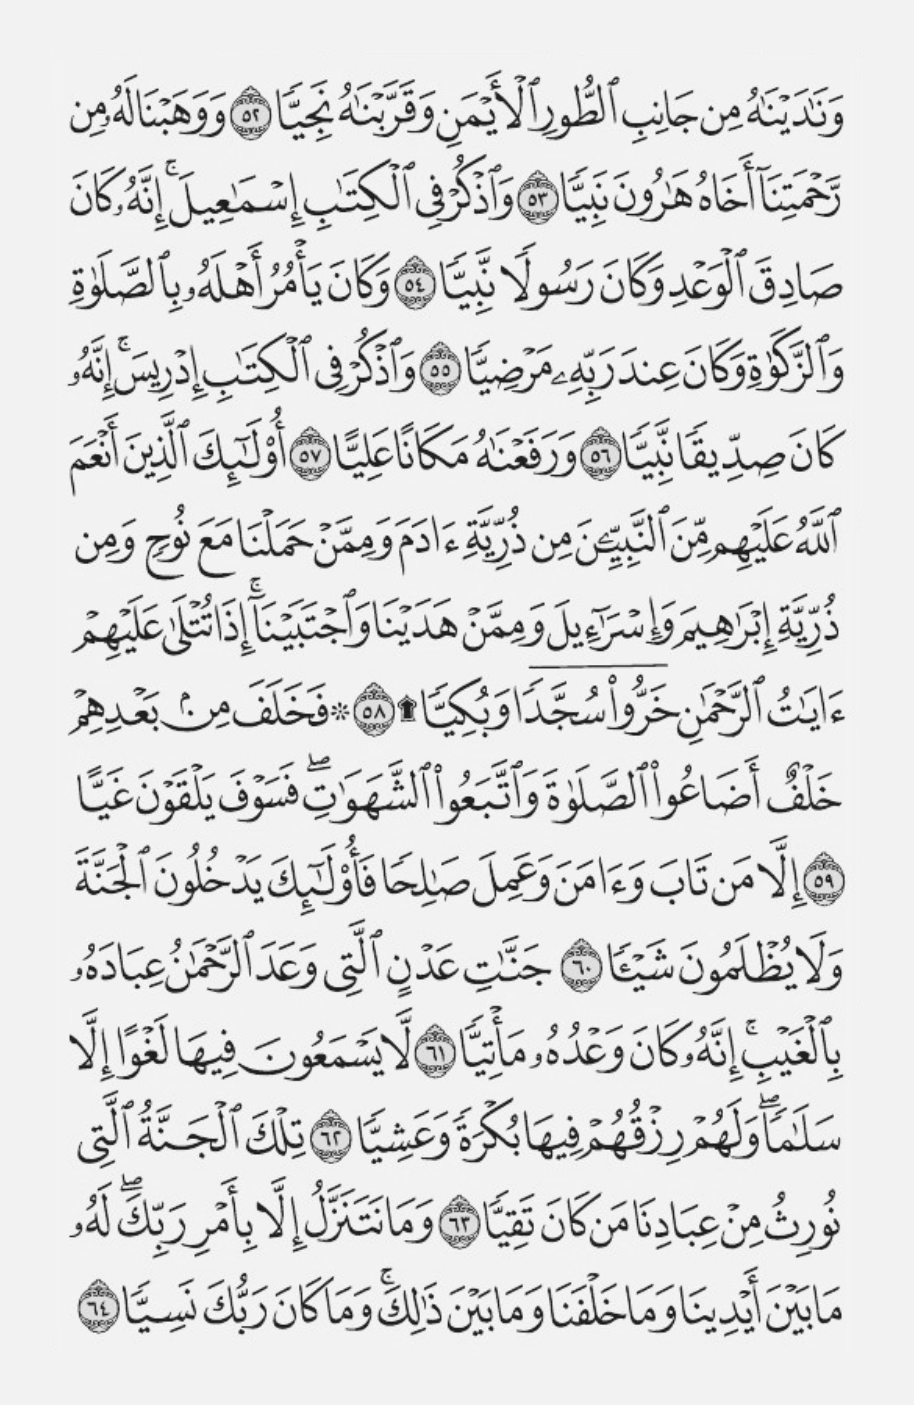 وَنَٰدَيۡنَٰهُ مِن جَانِبِ ٱلطُّورِ ٱلۡأَيۡمَنِ وَقَرَّبۡنَٰهُ نَجِيّٗا ٥٢ وَوَهَبۡنَا لَهُۥ مِن
رَّحۡمَتِنَآ أَخَاهُ هَٰرُونَ نَبِيّٗا ٥٣ وَٱذۡكُرۡ فِي ٱلۡكِتَٰبِ إِسۡمَٰعِيلَۚ إِنَّهُۥ كَانَ
صَادِقَ ٱلۡوَعۡدِ وَكَانَ رَسُولٗا نَّبِيّٗا ٥٤ وَكَانَ يَأۡمُرُ أَهۡلَهُۥ بِٱلصَّلَوٰةِ
وَٱلزَّكَوٰةِ وَكَانَ عِندَ رَبِّهِۦ مَرۡضِيّٗا ٥٥ وَٱذۡكُرۡ فِي ٱلۡكِتَٰبِ إِدۡرِيسَۚ إِنَّهُۥ
كَانَ صِدِّيقٗا نَّبِيّٗا ٥٦ وَرَفَعۡنَٰهُ مَكَانًا عَلِيًّا ٥٧ أُوْلَٰٓئِكَ ٱلَّذِينَ أَنۡعَمَ
ٱللَّهُ عَلَيۡهِم مِّنَ ٱلنَّبِيِّـۧنَ مِن ذُرِّيَّةِ ءَادَمَ وَمِمَّنۡ حَمَلۡنَا مَعَ نُوحٖ وَمِن
ذُرِّيَّةِ إِبۡرَٰهِيمَ وَإِسۡرَٰٓءِيلَ وَمِمَّنۡ هَدَيۡنَا وَٱجۡتَبَيۡنَآۚ إِذَا تُتۡلَىٰ عَلَيۡهِمۡ
ءَايَٰتُ ٱلرَّحۡمَٰنِ خَرُّواْۤ سُجَّدٗاۤ وَبُكِيّٗا ۩ ٥٨ ۞ فَخَلَفَ مِنۢ بَعۡدِهِمۡ
خَلۡفٌ أَضَاعُواْ ٱلصَّلَوٰةَ وَٱتَّبَعُواْ ٱلشَّهَوَٰتِۖ فَسَوۡفَ يَلۡقَوۡنَ غَيًّا
٥٩ إِلَّا مَن تَابَ وَءَامَنَ وَعَمِلَ صَٰلِحٗا فَأُوْلَٰٓئِكَ يَدۡخُلُونَ ٱلۡجَنَّةَ
وَلَا يُظۡلَمُونَ شَيۡـٔٗا ٦٠ جَنَّٰتِ عَدۡنٍ ٱلَّتِي وَعَدَ ٱلرَّحۡمَٰنُ عِبَادَهُۥ
بِٱلۡغَيۡبِۚ إِنَّهُۥ كَانَ وَعۡدُهُۥ مَأۡتِيّٗا ٦١ لَّا يَسۡمَعُونَ فِيهَا لَغۡوًا إِلَّا
سَلَٰمٗاۖ وَلَهُمۡ رِزۡقُهُمۡ فِيهَا بُكۡرَةٗ وَعَشِيّٗا ٦٢ تِلۡكَ ٱلۡجَنَّةُ ٱلَّتِي
نُورِثُ مِنۡ عِبَادِنَا مَن كَانَ تَقِيّٗا ٦٣ وَمَا نَتَنَزَّلُ إِلَّا بِأَمۡرِ رَبِّكَۖ لَهُۥ
مَا بَيۡنَ أَيۡدِينَا وَمَا خَلۡفَنَا وَمَا بَيۡنَ ذَٰلِكَۚ وَمَا كَانَ رَبُّكَ نَسِيّٗا ٦٤